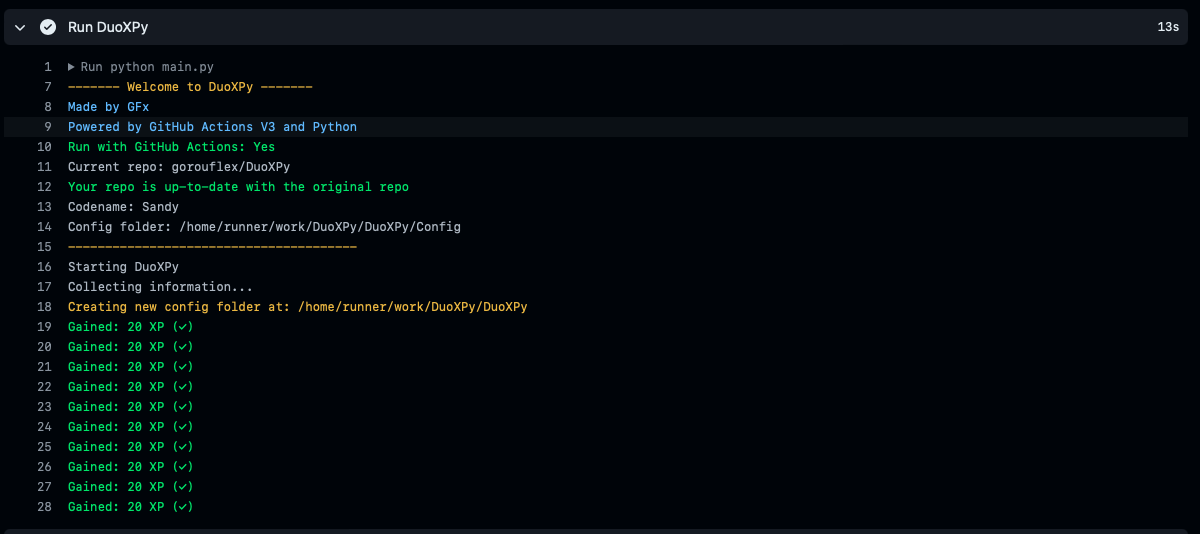 Run DuoXPy 13s
1 ▶ Run python main.py
7 ------- Welcome to DuoXPy -------
8 Made by GFx
9 Powered by GitHub Actions V3 and Python
10 Run with GitHub Actions: Yes
11 Current repo: gorouflex/DuoXPy
12 Your repo is up-to-date with the original repo
13 Codename: Sandy
14 Config folder: /home/runner/work/DuoXPy/DuoXPy/Config
15 ---------------------------------------
16 Starting DuoXPy
17 Collecting information...
18 Creating new config folder at: /home/runner/work/DuoXPy/DuoXPy
19 Gained: 20 XP (✓)
20 Gained: 20 XP (✓)
21 Gained: 20 XP (✓)
22 Gained: 20 XP (✓)
23 Gained: 20 XP (✓)
24 Gained: 20 XP (✓)
25 Gained: 20 XP (✓)
26 Gained: 20 XP (✓)
27 Gained: 20 XP (✓)
28 Gained: 20 XP (✓)